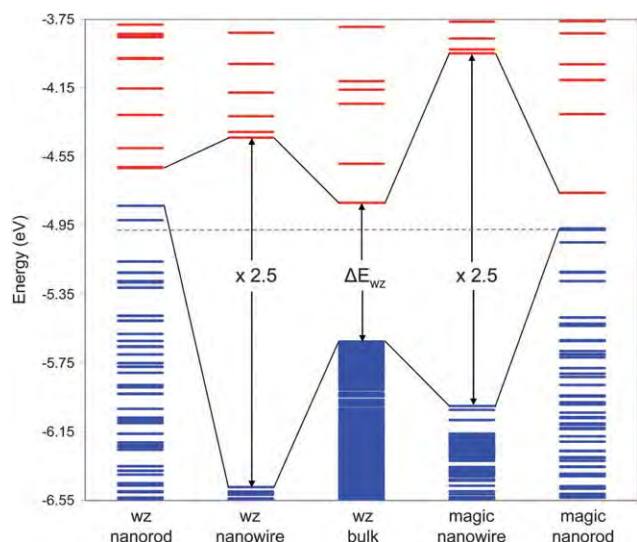 -3.75
-4.15
-4.55
-4.95
-5.35
-5.75
-6.15
-6.55
Energy (eV)
x 2.5
ΔEwz
x 2.5
wz
nanorod
wz
nanowire
wz
bulk
magic
nanowire
magic
nanorod